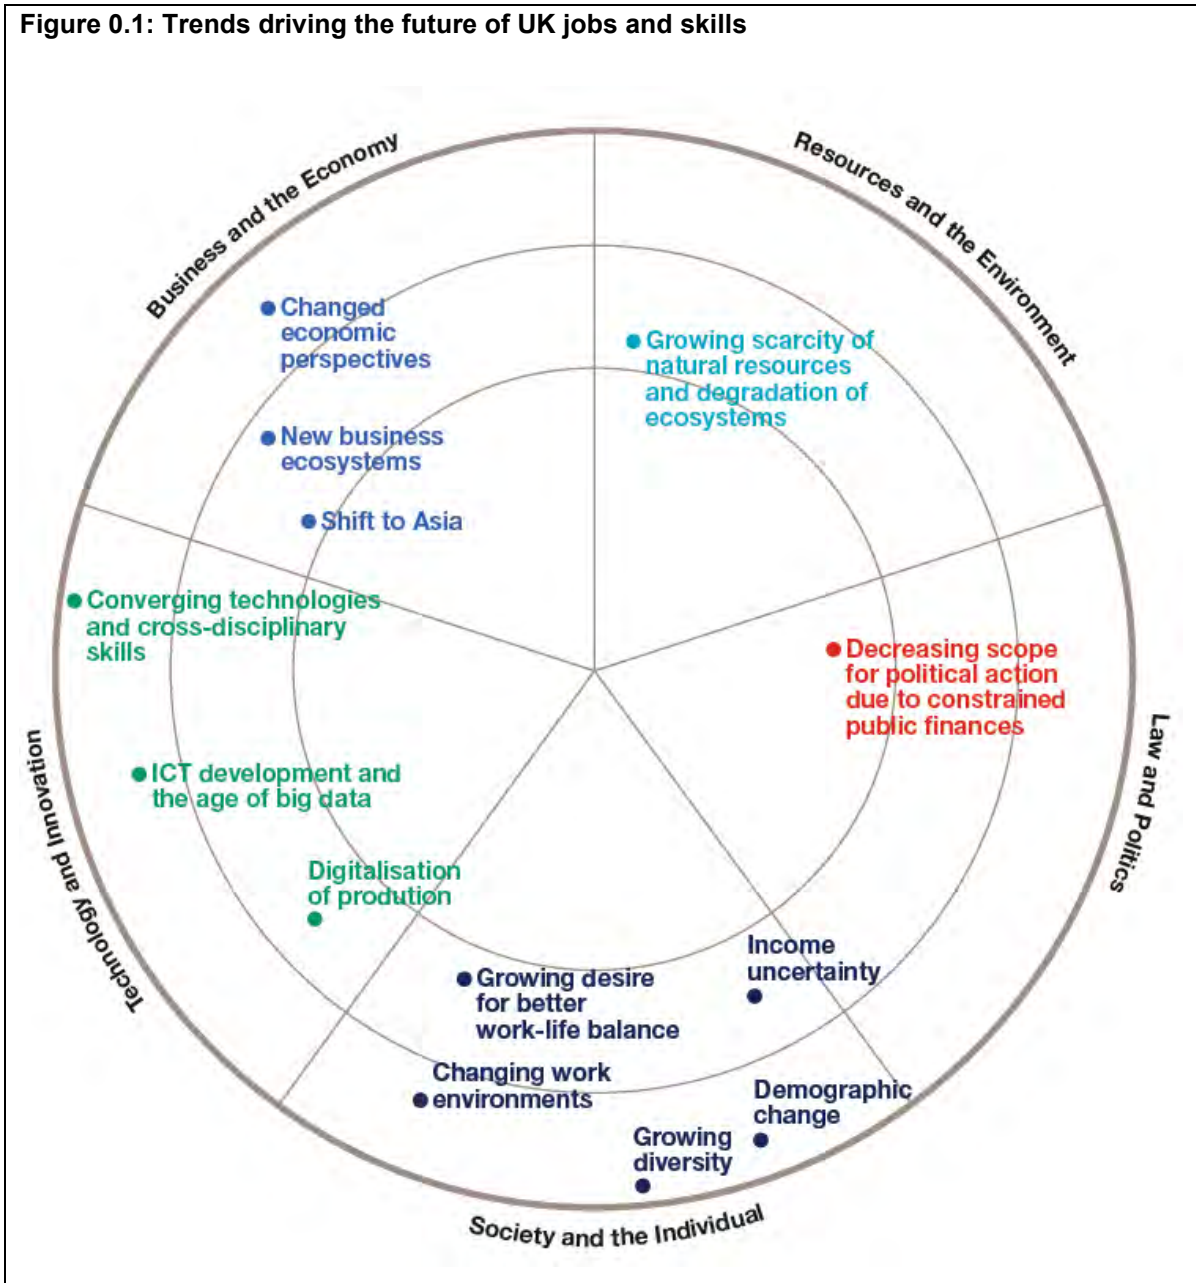 Figure 0.1: Trends driving the future of UK jobs and skills
Business and the Economy
Resources and the Environment
Changed
economic
perspectives
New business
ecosystems
Shift to Asia
Growing scarcity of
natural resources
and degradation of
ecosystems
Converging technologies
and cross-disciplinary
skills
ICT development and
the age of big data
Digitalisation
of prodution
Technology and Innovation
Decreasing scope
for political action
due to constrained
public finances
Law and Politics
Growing desire
for better
work-life balance
Income
uncertainty
Changing work
environments
Demographic
change
Growing
diversity
Society and the Individual